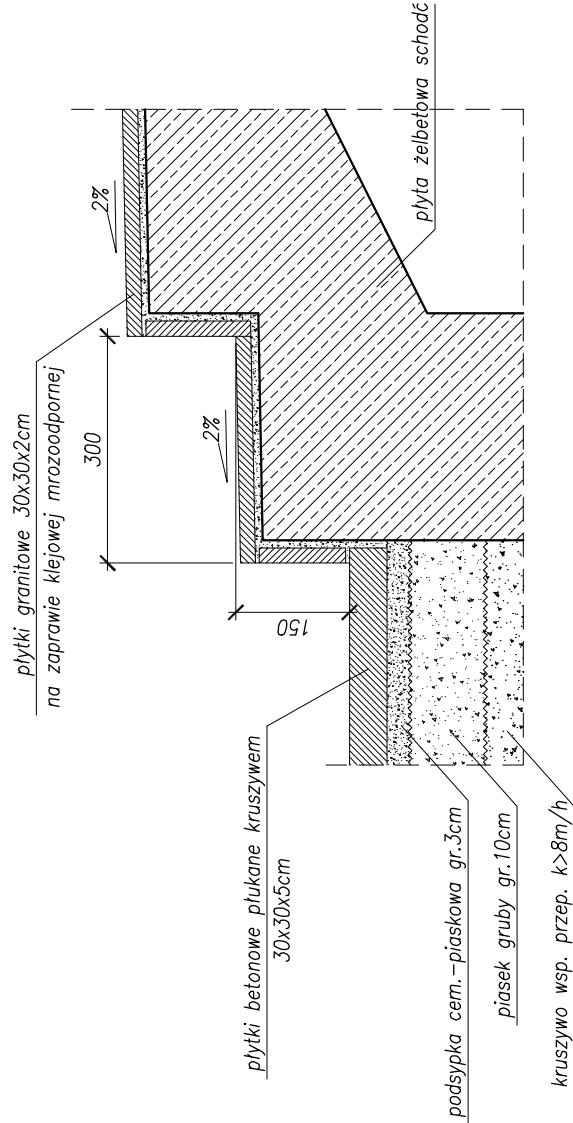 płytki granitowe 30x30x2cm
na zaprawie klejowej mrozoodpornej
300
2%
2%
150
płytki betonowe płukane kruszywem
30x30x5cm
płyta żelbetowa schodć
podsypka cem.-piaskowa gr.3cm
piasek gruby gr.10cm
kruszywo wsp. przep. k>8m/h